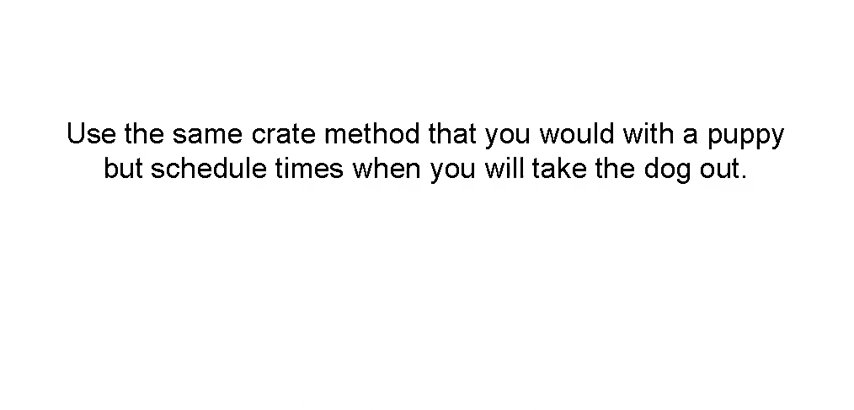 Use the same crate method that you would with a puppy
but schedule times when you will take the dog out.